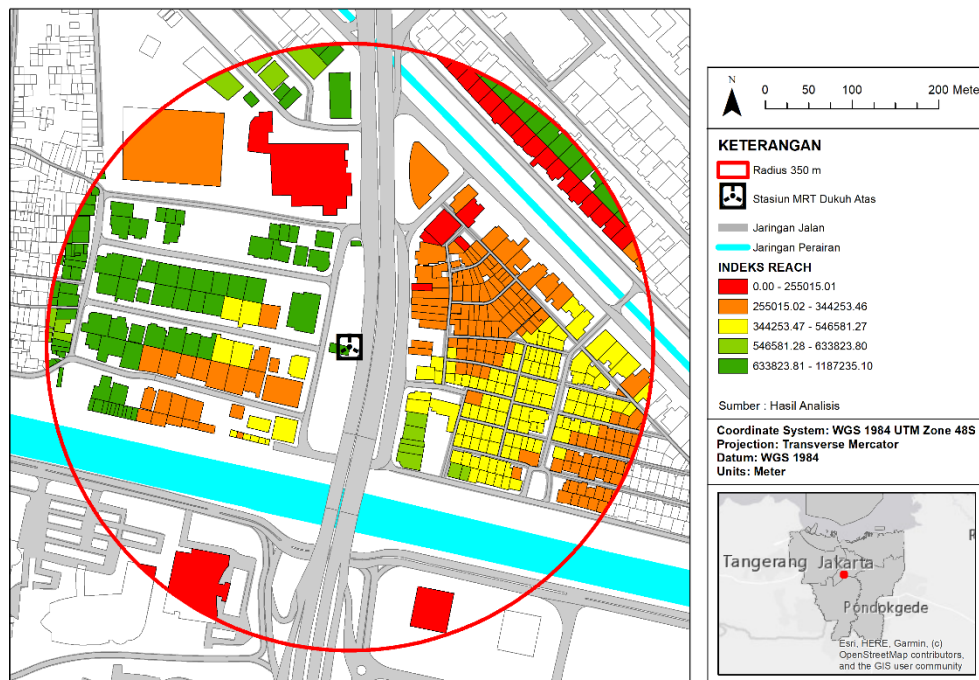 N
0 50 100 200 Meter
KETERANGAN
Radius 350 m
Stasiun MRT Dukuh Atas
Jaringan Jalan
Jaringan Perairan
INDEKS REACH
0.00 - 255015.01
255015.02 - 344253.46
344253.47 - 546581.27
546581.28 - 633823.80
633823.81 - 1187235.10
Sumber : Hasil Analisis
Coordinate System: WGS 1984 UTM Zone 48S
Projection: Transverse Mercator
Datum: WGS 1984
Units: Meter
Tangerang Jakarta
Pondokgede
Esri, HERE, Garmin, (c)
OpenStreetMap contributors,
and the GIS user community